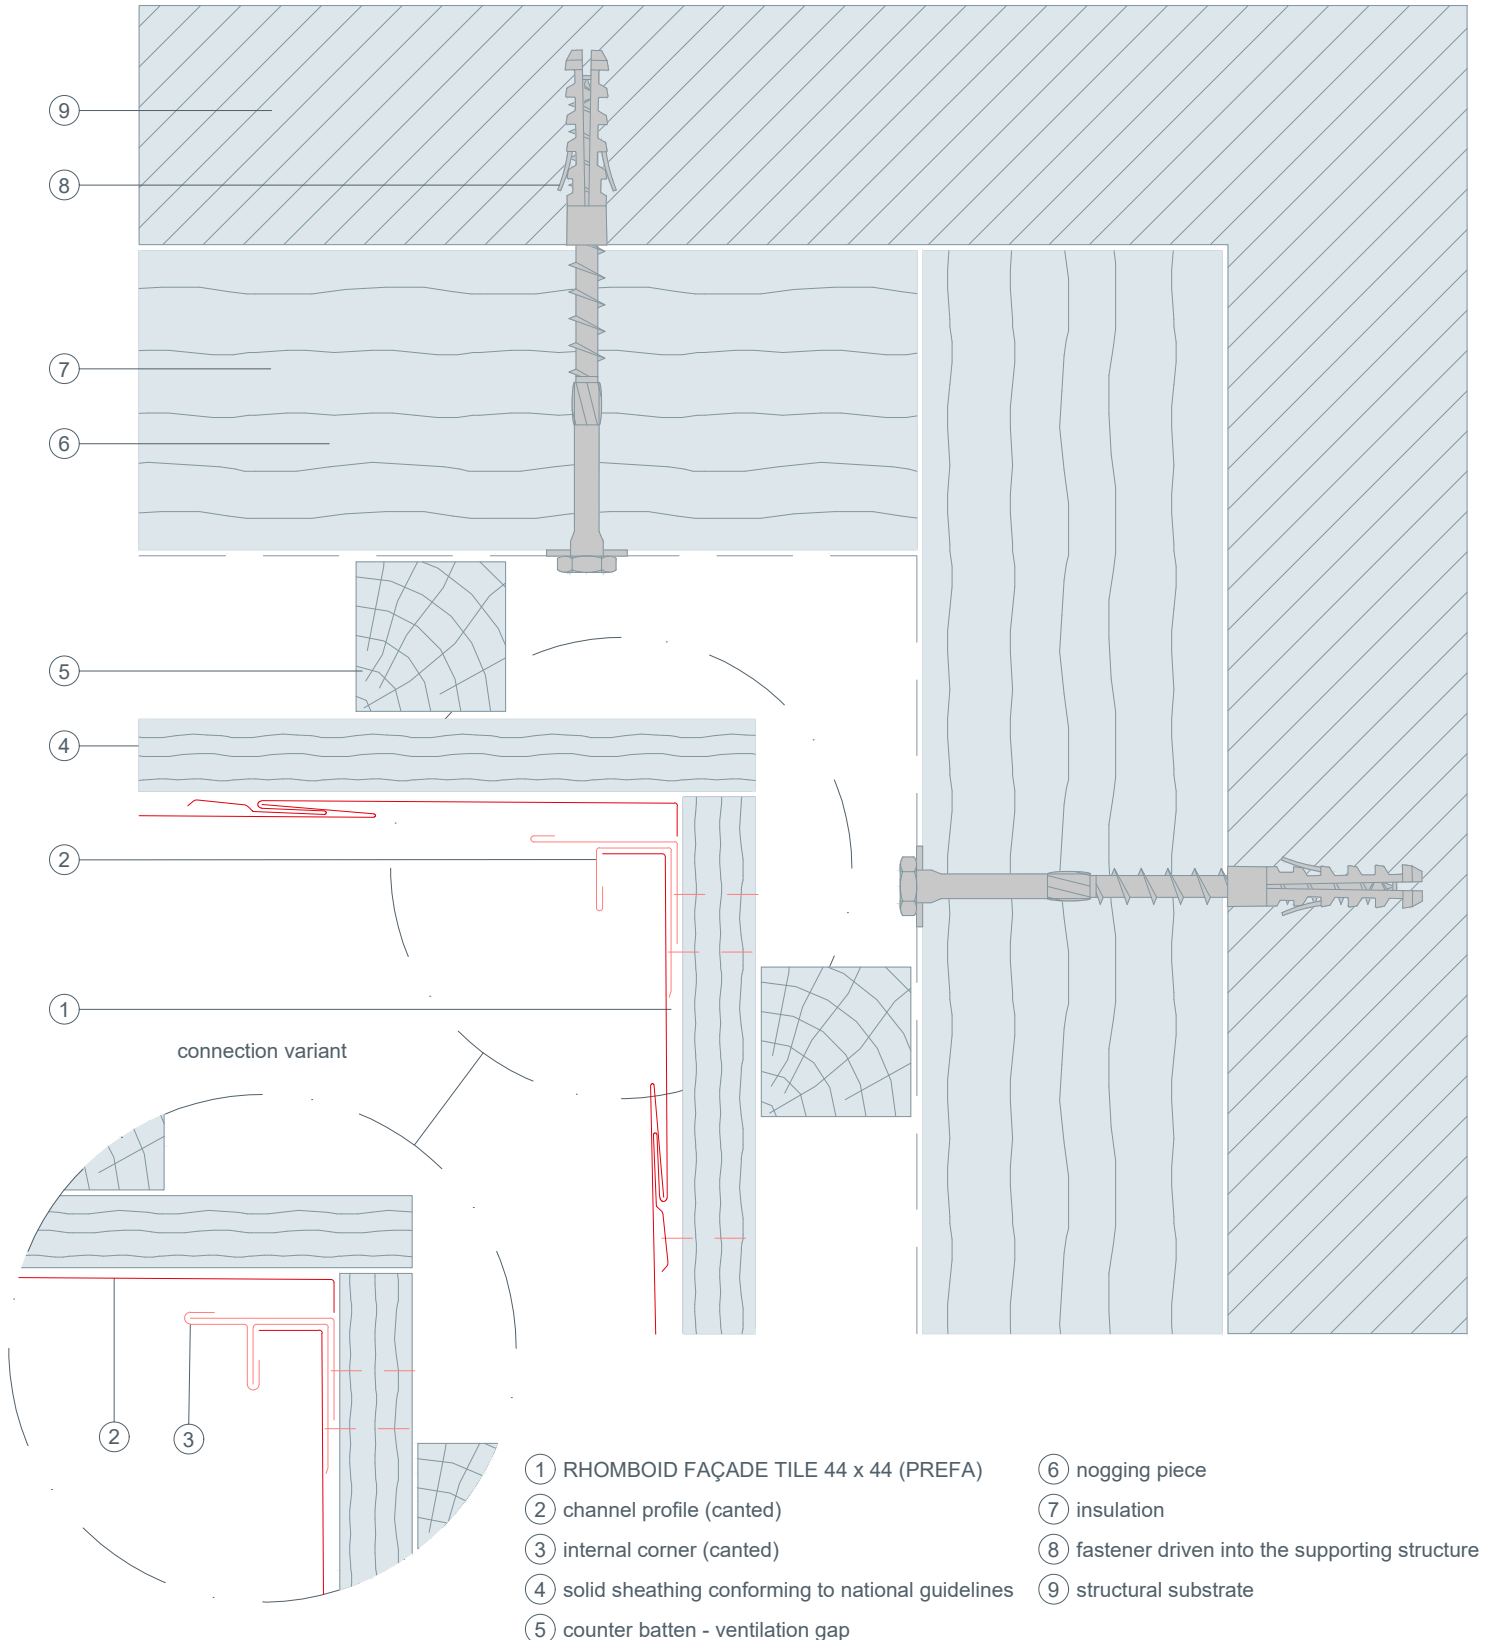 9
8
7
6
5
4
2
1
connection variant
2
3
1 RHOMBOID FAÇADE TILE 44 x 44 (PREFA)
2 channel profile (canted)
3 internal corner (canted)
4 solid sheathing conforming to national guidelines
5 counter batten - ventilation gap
6 nogging piece
7 insulation
8 fastener driven into the supporting structure
9 structural substrate